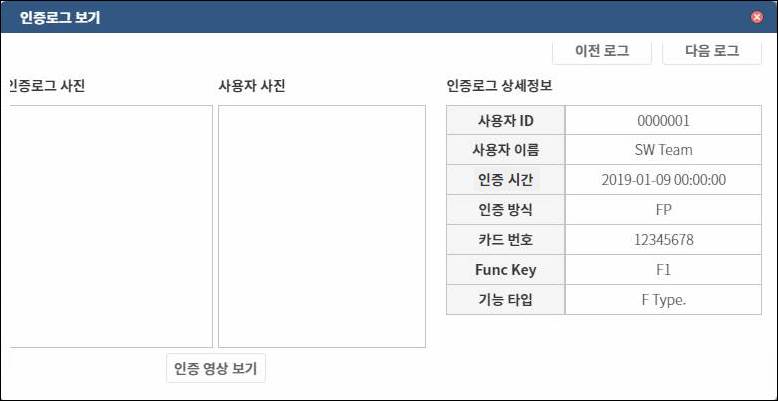 인증로그 보기
이전 로그 다음 로그
인증로그 사진 사용자 사진 인증로그 상세정보
사용자 ID 0000001
사용자 이름 SW Team
인증 시간 2019-01-09 00:00:00
인증 방식 FP
카드 번호 12345678
Func Key F1
기능 타입 F Type.
인증 영상 보기